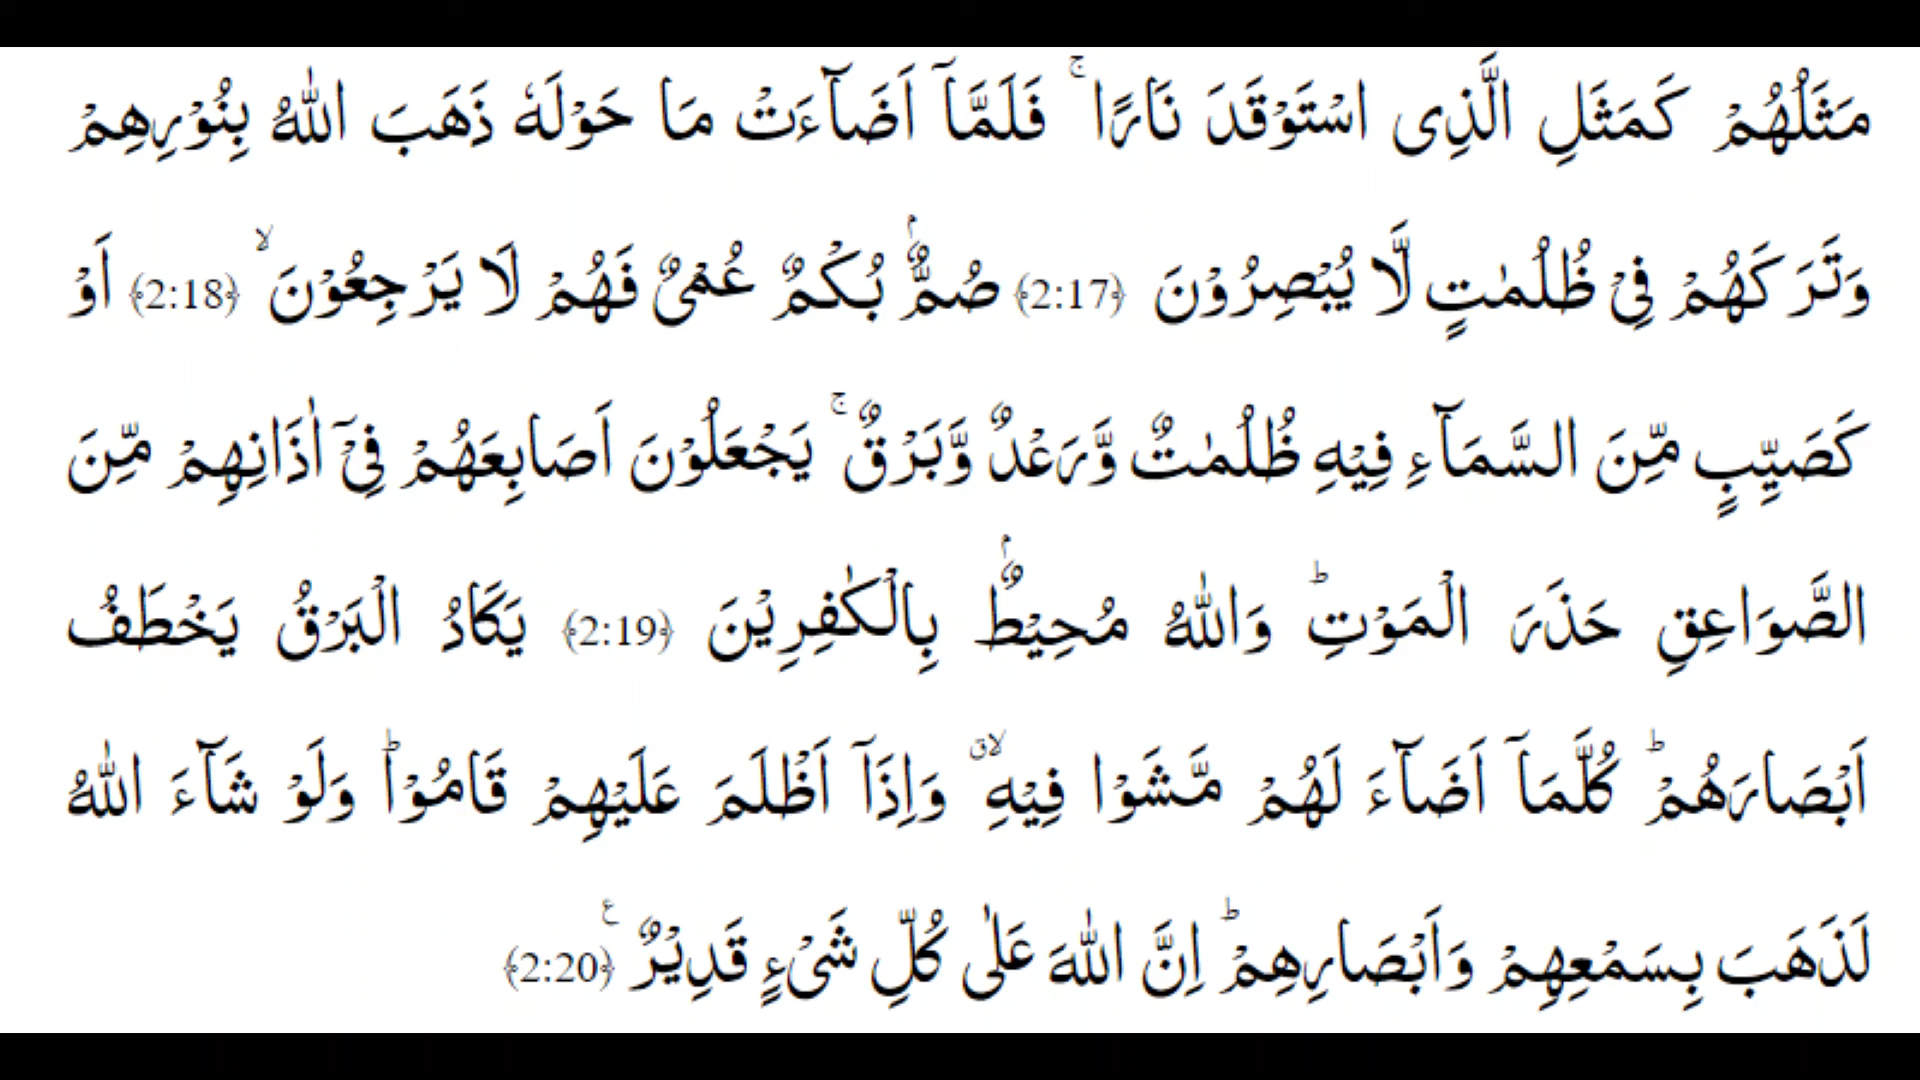 مَثَلُهُمْ كَمَثَلِ الَّذِی اسْتَوْقَدَ نَارًا ۚ فَلَمَّاۤ اَضَآءَتْ مَا حَوْلَهٗ ذَهَبَ اللّٰهُ بِنُوْرِهِمْ
وَتَرَكَهُمْ فِیْ ظُلُمٰتٍ لَّا یُبْصِرُوْنَ ﴿2:17﴾ صُمٌّۢ بُكْمٌ عُمْیٌ فَهُمْ لَا یَرْجِعُوْنَ ۙ ﴿2:18﴾ اَوْ
كَصَیِّبٍ مِّنَ السَّمَآءِ فِیْهِ ظُلُمٰتٌ وَّرَعْدٌ وَّبَرْقٌ ۚ یَجْعَلُوْنَ اَصَابِعَهُمْ فِیْۤ اٰذَانِهِمْ مِّنَ
الصَّوَاعِقِ حَذَرَ الْمَوْتِ ؕ وَاللّٰهُ مُحِیْطٌۢ بِالْكٰفِرِیْنَ ﴿2:19﴾ یَكَادُ الْبَرْقُ یَخْطَفُ
اَبْصَارَهُمْ ؕ كُلَّمَاۤ اَضَآءَ لَهُمْ مَّشَوْا فِیْهِ ۙۗ وَاِذَاۤ اَظْلَمَ عَلَیْهِمْ قَامُوْا ؕ وَلَوْ شَآءَ اللّٰهُ
لَذَهَبَ بِسَمْعِهِمْ وَاَبْصَارِهِمْ ؕ اِنَّ اللّٰهَ عَلٰی كُلِّ شَیْءٍ قَدِیْرٌ ۠ ﴿2:20﴾